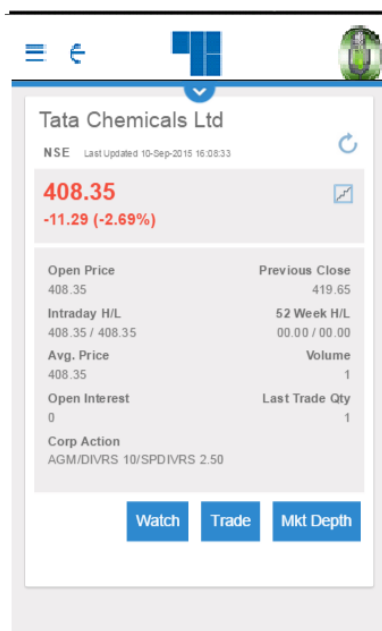 Tata Chemicals Ltd
NSE Last Updated 10-Sep-2015 16:08:33
408.35
-11.29 (-2.69%)
Open Price Previous Close
408.35 419.65
Intraday H/L 52 Week H/L
408.35 / 408.35 00.00 / 00.00
Avg. Price Volume
408.35 1
Open Interest Last Trade Qty
0 1
Corp Action
AGM/DIVRS 10/SPDIVRS 2.50
Watch Trade Mkt Depth